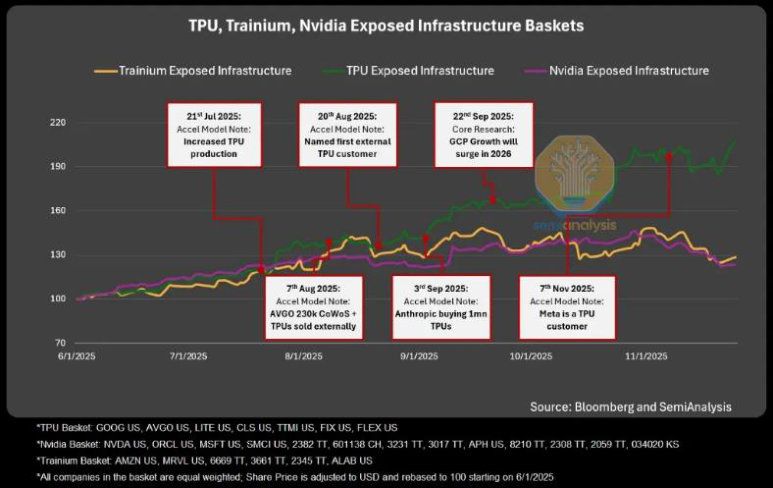 TPU, Trainium, Nvidia Exposed Infrastructure Baskets
Trainium Exposed Infrastructure
TPU Exposed Infrastructure
Nvidia Exposed Infrastructure
220
190
160
130
100
70
21st Jul 2025:
Accel Model Note:
Increased TPU
production
20th Aug 2025:
Accel Model Note:
Named first external
TPU customer
22nd Sep 2025:
Core Research:
GCP Growth will
surge in 2026
semianalysis
7th Aug 2025:
Accel Model Note:
AVGO 230k CoWoS +
TPUs sold externally
3rd Sep 2025:
Accel Model Note:
Anthropic buying 1mn
TPUs
7th Nov 2025:
Accel Model Note:
Meta is a TPU
customer
6/1/2025
7/1/2025
8/1/2025
9/1/2025
10/1/2025
11/1/2025
Source: Bloomberg and SemiAnalysis
*TPU Basket: GOOG US, AVGO US, LITE US, CLS US, TTMI US, FIX US, FLEX US
*Nvidia Basket: NVDA US, ORCL US, MSFT US, SMCI US, 2382 TT, 601138 CH, 3231 TT, 3017 TT, APH US, 8210 TT, 2308 TT, 2059 TT, 034020 KS
*Trainium Basket: AMZN US, MRVL US, 6669 TT, 3661 TT, 2345 TT, ALAB US
*All companies in the basket are equal weighted; Share Price is adjusted to USD and rebased to 100 starting on 6/1/2025